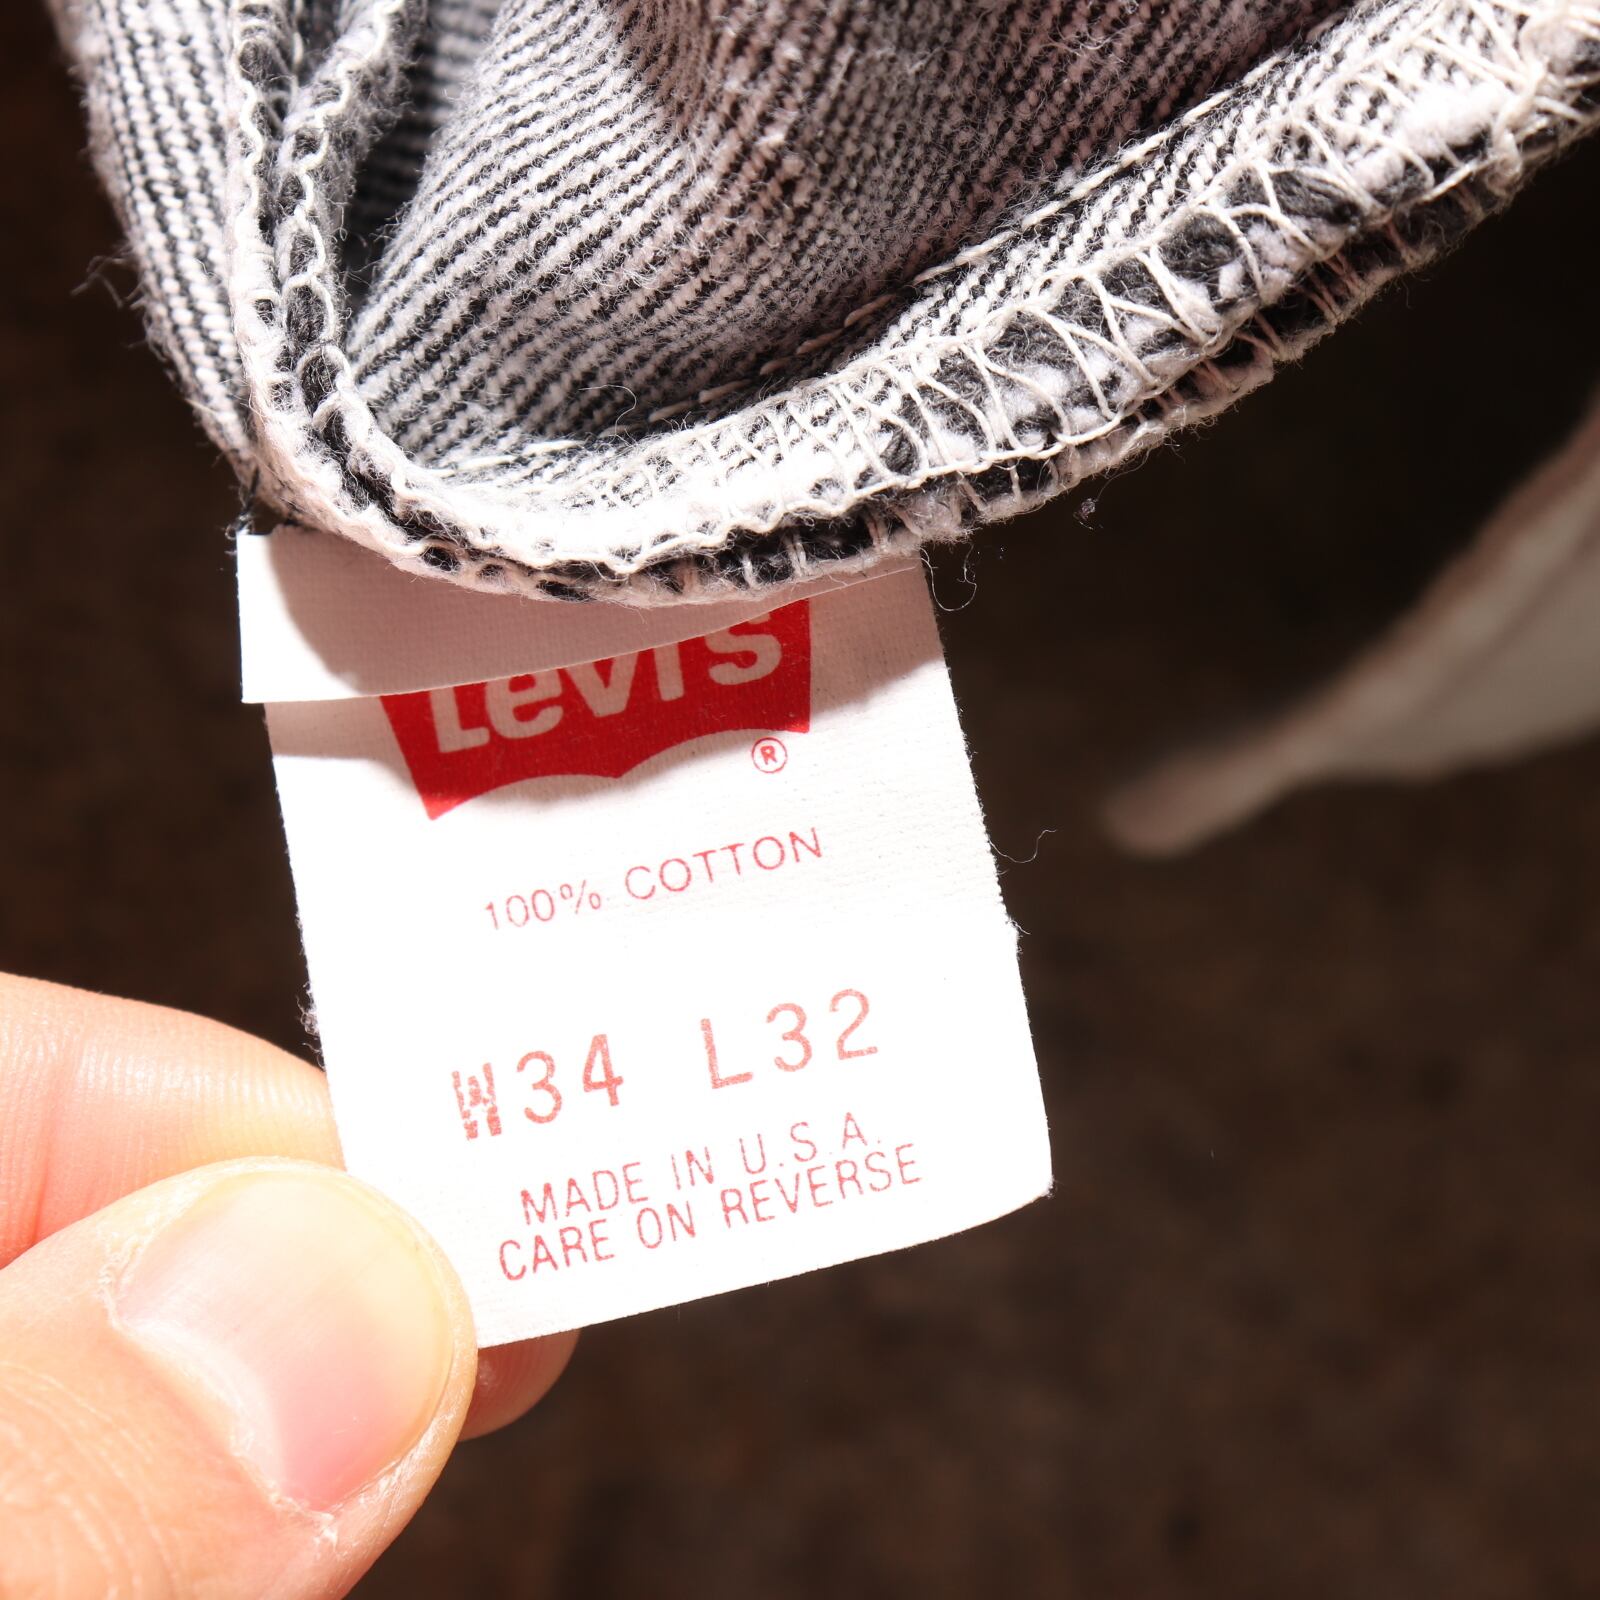 Levi's
®
100% COTTON
W34 L32
MADE IN U.S.A.
CARE ON REVERSE